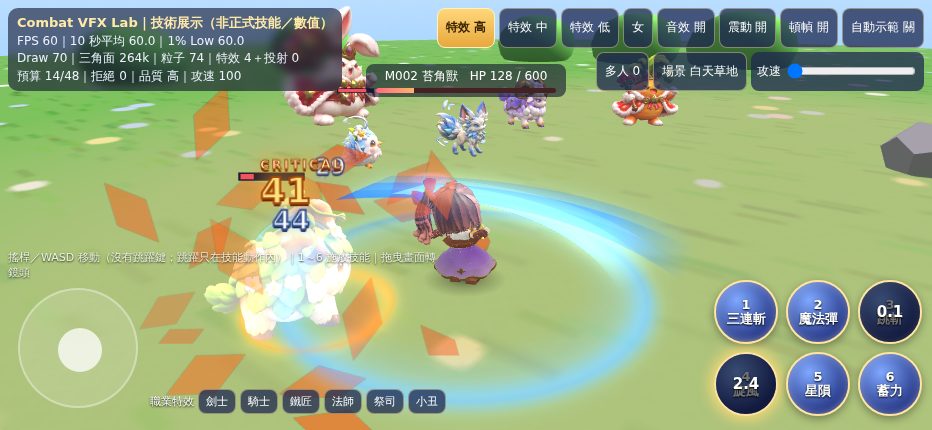 Combat VFX Lab｜技術展示（非正式技能／數值）
FPS 60｜10 秒平均 60.0｜1% Low 60.0
Draw 70｜三角面 264k｜粒子 74｜特效 4＋投射 0
預算 14/48｜拒絕 0｜品質 高｜攻速 100
特效 高
特效 中
特效 低
女
音效 開
震動 開
頓幀 開
自動示範 關
多人 0
場景 白天草地
攻速
M002 苔角獸 HP 128 / 600
CRITICAL
29
41
44
搖桿／WASD 移動（沒有跳躍鍵；跳躍只在技能動作內）｜1～6 施放技能｜拖曳畫面轉
鏡頭
1
三連斬
2
魔法彈
3
0.1
4
2.4
旋風
5
星隕
6
蓄力
職業特效
劍士
騎士
鐵匠
法師
祭司
小丑